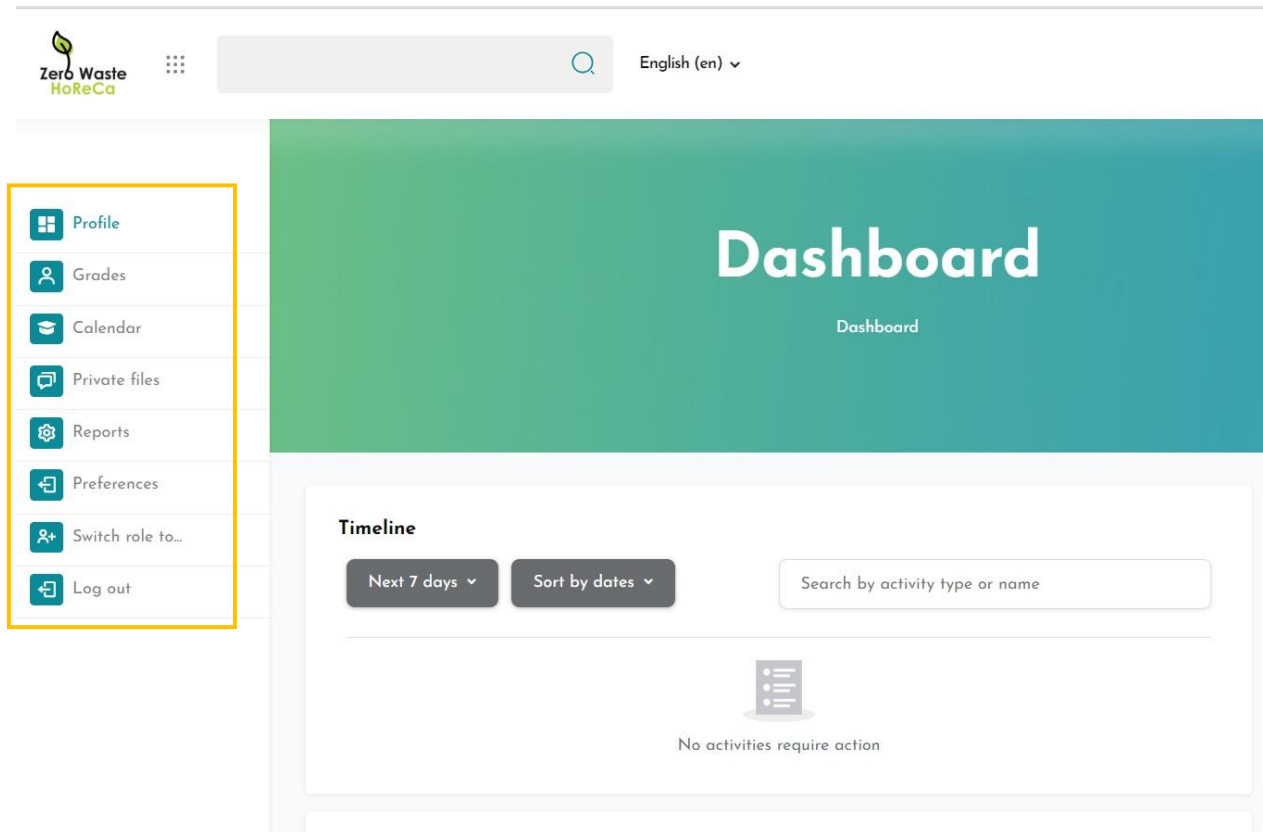 Zero Waste
HoReCa
English (en)
Profile
Grades
Calendar
Private files
Reports
Preferences
Switch role to...
Log out
Dashboard
Dashboard
Timeline
Next 7 days
Sort by dates
Search by activity type or name
No activities require action